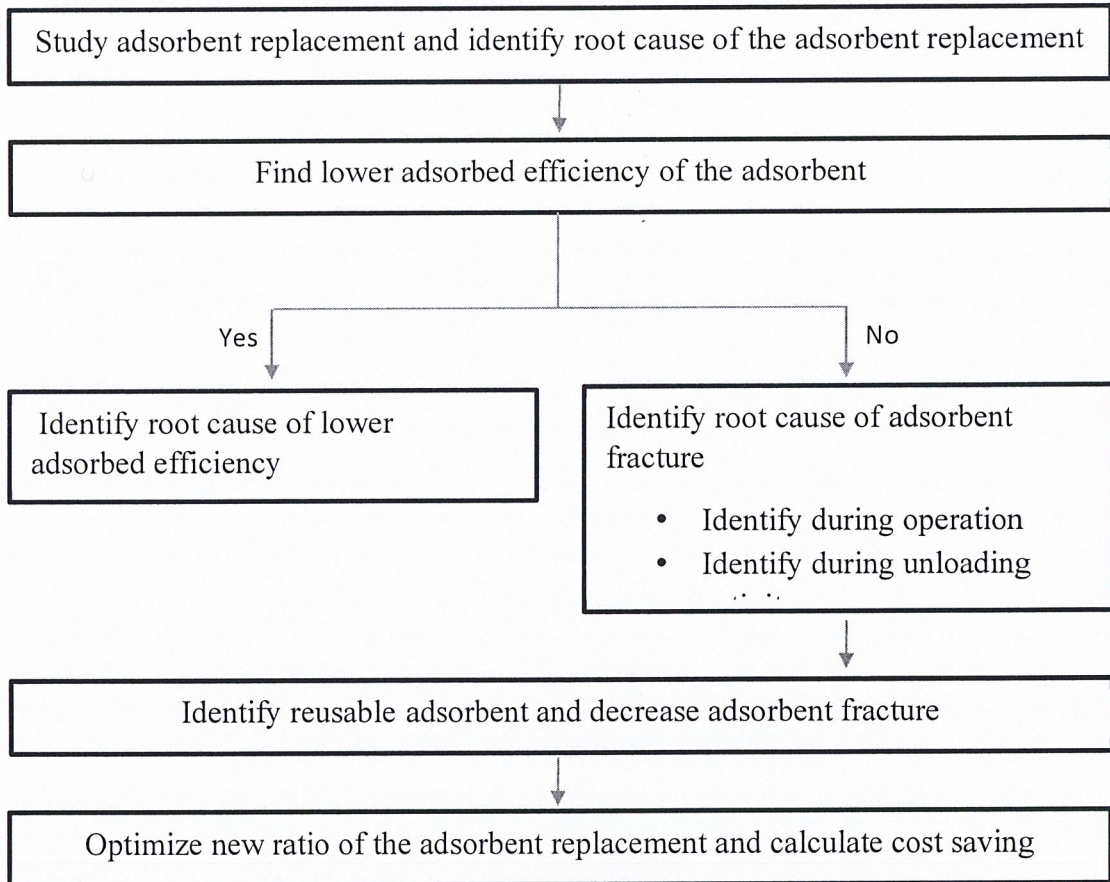 Study adsorbent replacement and identify root cause of the adsorbent replacement
Find lower adsorbed efficiency of the adsorbent
Yes
No
Identify root cause of lower
adsorbed efficiency
Identify root cause of adsorbent
fracture
• Identify during operation
• Identify during unloading
Identify reusable adsorbent and decrease adsorbent fracture
Optimize new ratio of the adsorbent replacement and calculate cost saving